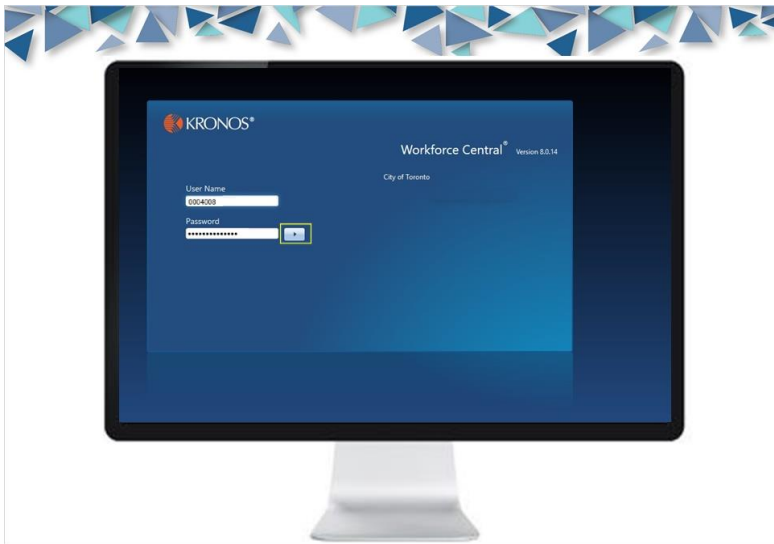 KRONOS®
Workforce Central® Version 8.0.14
City of Toronto
User Name
0004008
Password